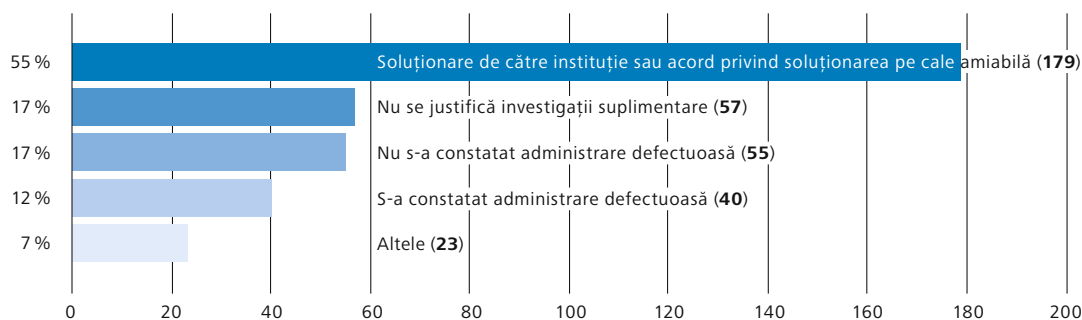 55 % Soluționare de către instituție sau acord privind soluționarea pe cale amiabilă (179)
17 % Nu se justifică investigații suplimentare (57)
17 % Nu s-a constatat administrare defectuoasă (55)
12 % S-a constatat administrare defectuoasă (40)
7 % Altele (23)
0 20 40 60 80 100 120 140 160 180 200